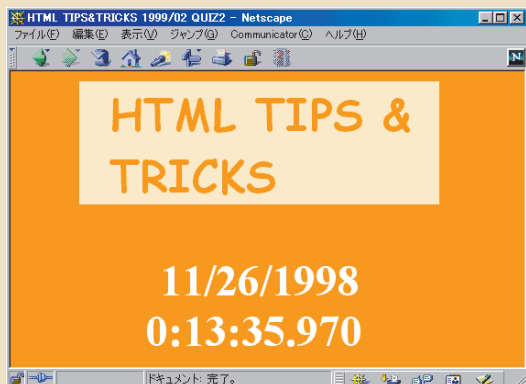 HTML TIPS&TRICKS 1999/02 QUIZ2 - Netscape
ファイル(F) 編集(E) 表示(V) ジャンプ(G) Communicator(C) ヘルプ(H)
N
HTML TIPS &
TRICKS
11/26/1998
0:13:35.970
ドキュメント: 完了。